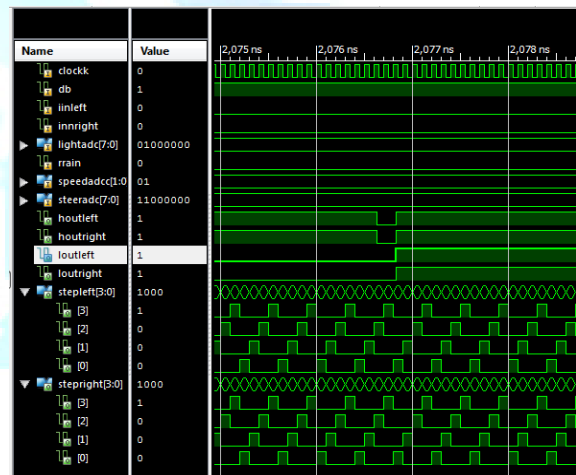 Name Value 2,075 ns 2,076 ns 2,077 ns 2,078 ns
clockk 0
db 1
iinleft 0
innright 0
lightadc[7:0] 01000000
rrain 0
speedadcc[1:0 01
steeradc[7:0] 11000000
houtleft 1
houtright 1
loutleft 1
loutright 1
stepleft[3:0] 1000
[3] 1
[2] 0
[1] 0
[0] 0
stepright[3:0] 1000
[3] 1
[2] 0
[1] 0
[0] 0